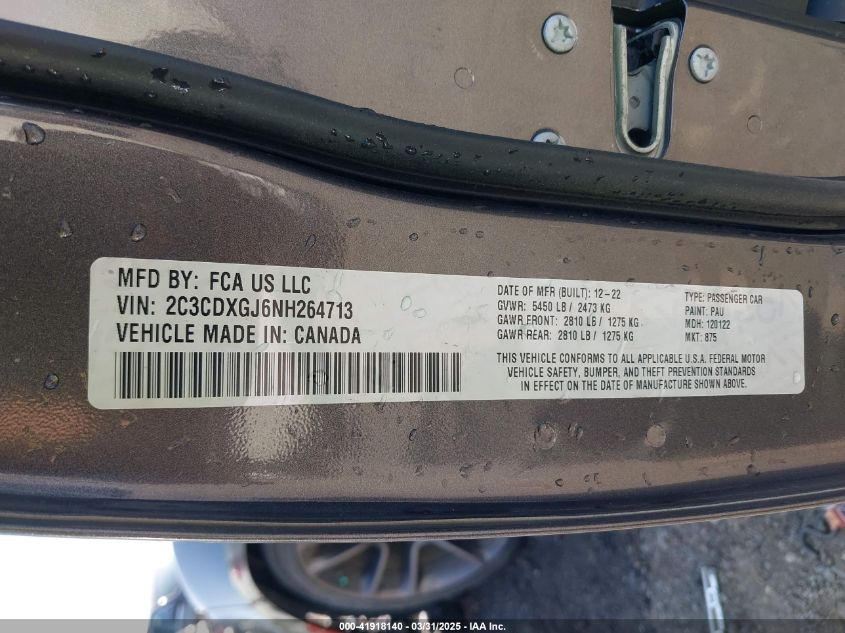 MFD BY: FCA US LLC
VIN: 2C3CDXGJ6NH264713
VEHICLE MADE IN: CANADA
DATE OF MFR (BUILT): 12-22
GVWR: 5450 LB / 2473 KG
GAWR FRONT: 2810 LB / 1275 KG
GAWR REAR: 2810 LB / 1275 KG
TYPE: PASSENGER CAR
PAINT: PAU
MDH: 120122
MKT: 875
THIS VEHICLE CONFORMS TO ALL APPLICABLE U.S.A. FEDERAL MOTOR
VEHICLE SAFETY, BUMPER, AND THEFT PREVENTION STANDARDS
IN EFFECT ON THE DATE OF MANUFACTURE SHOWN ABOVE.
000-41918140 - 03/31/2025 - IAA Inc.